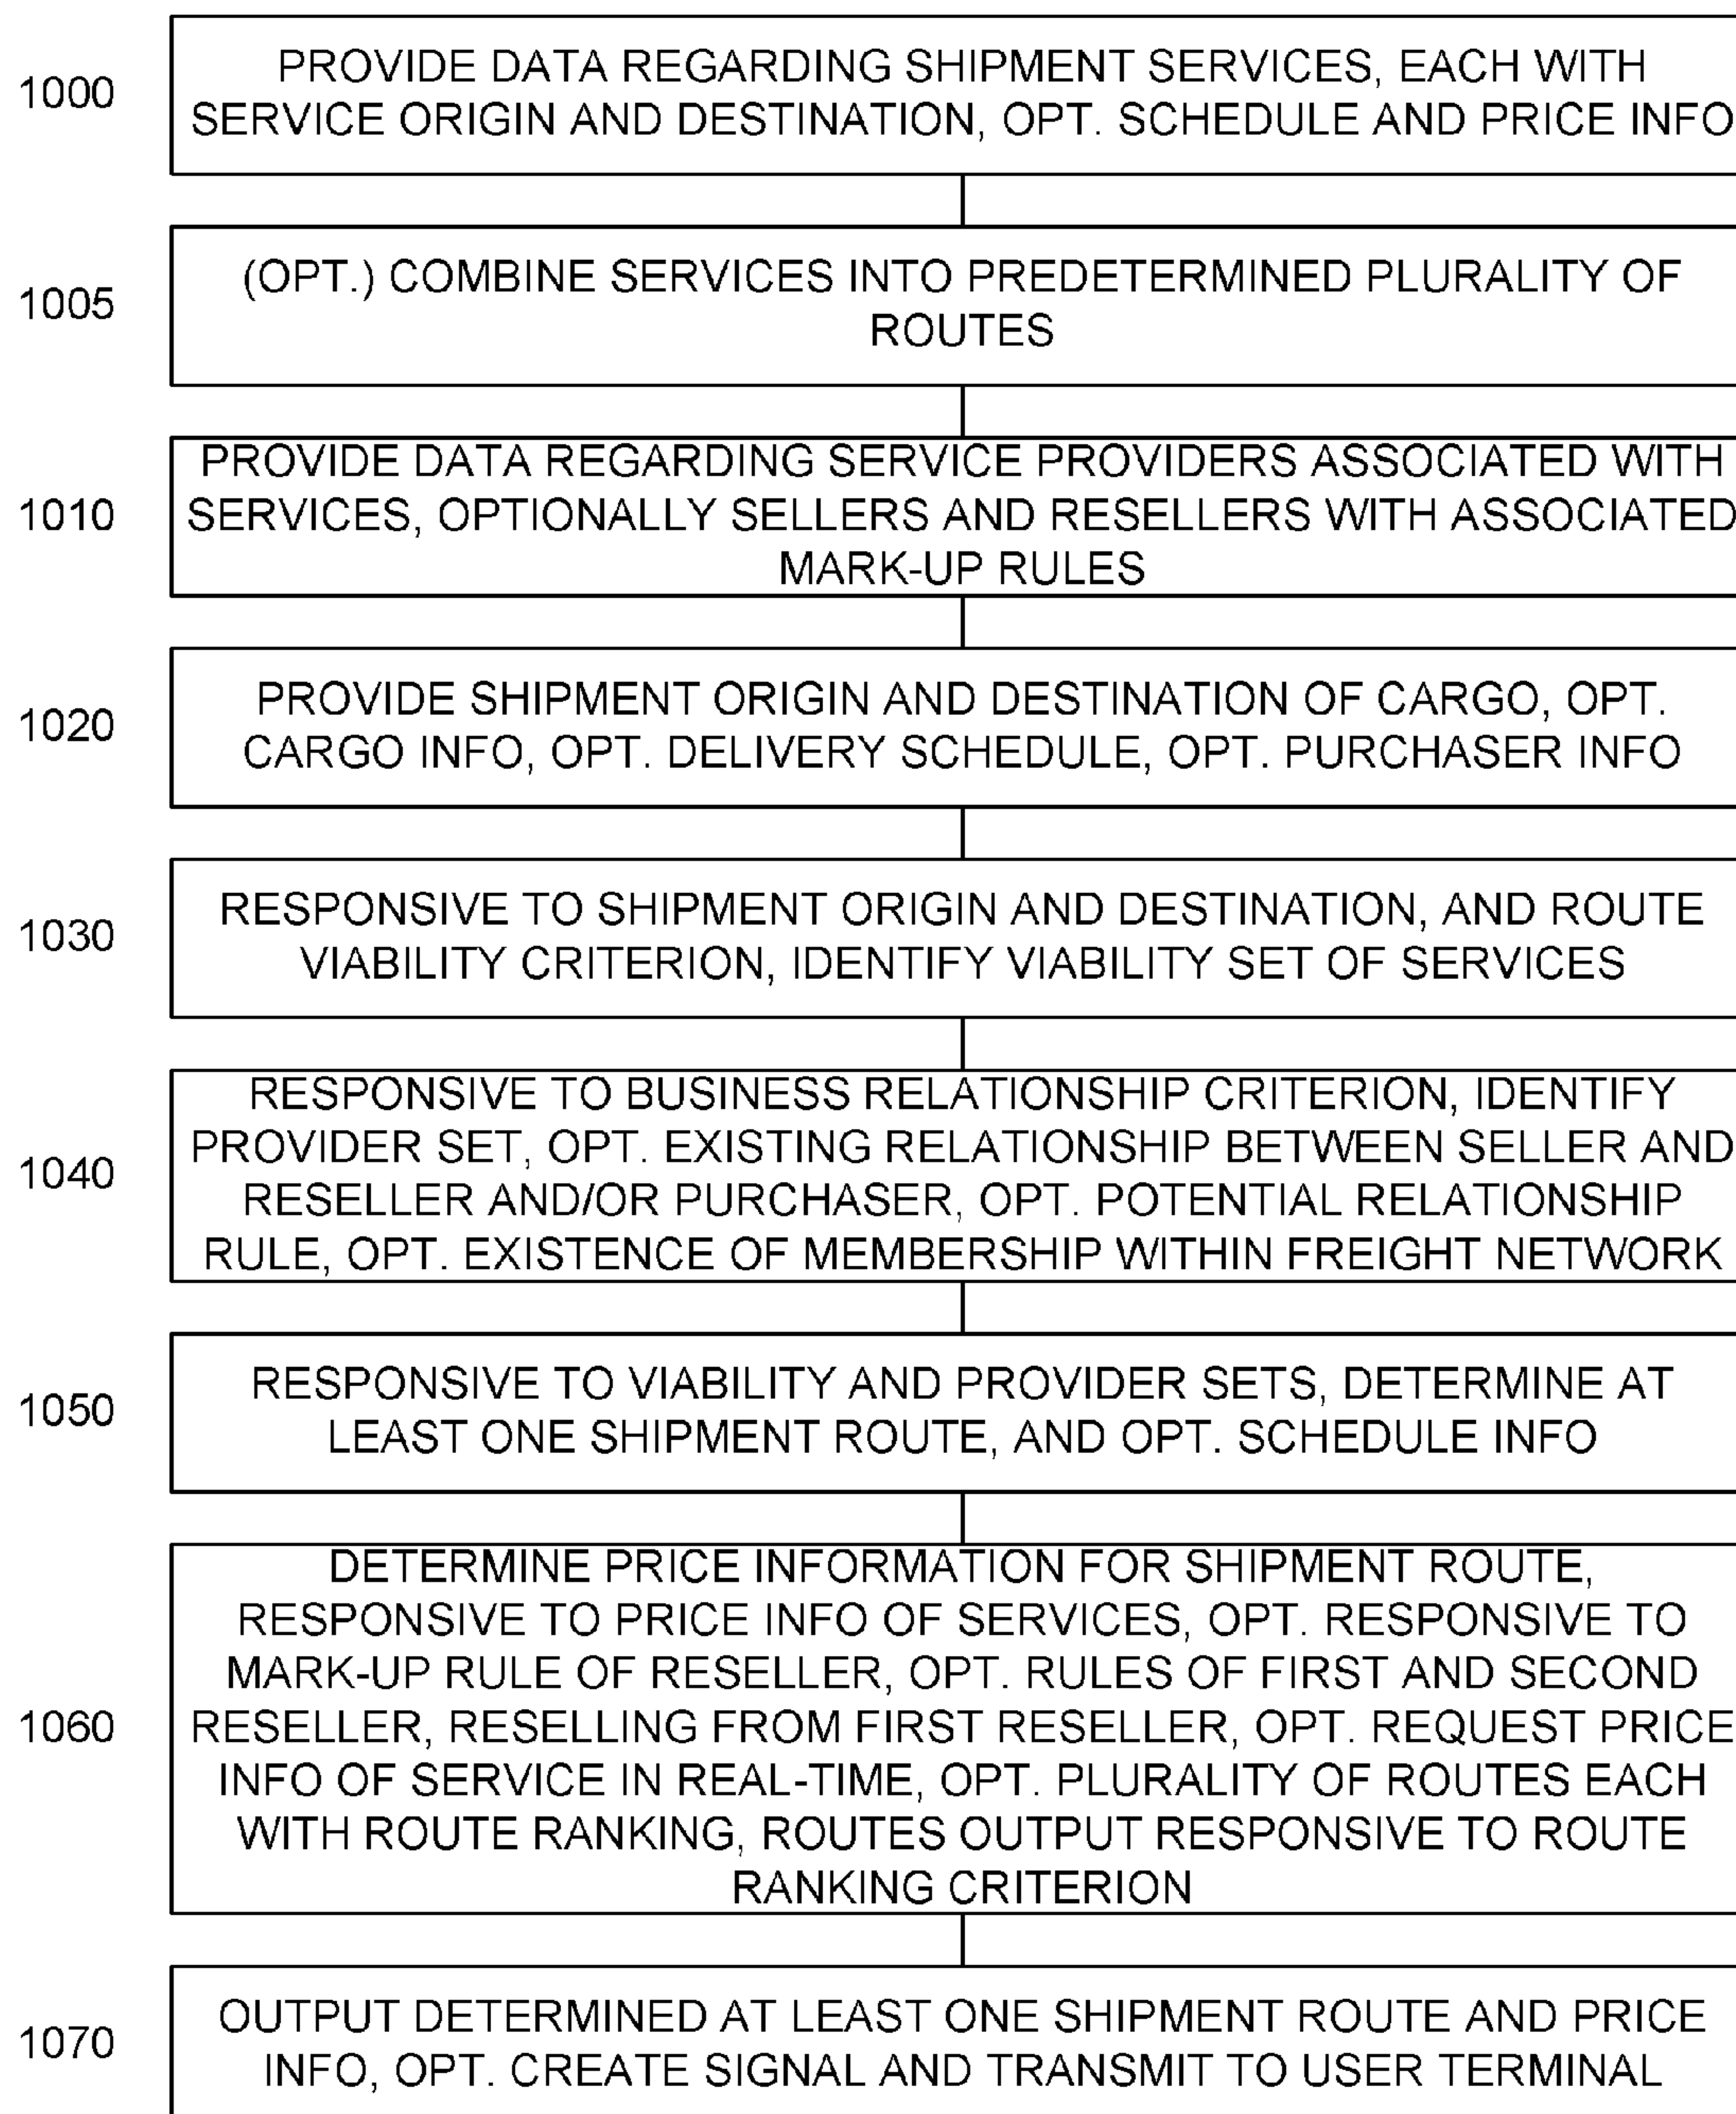 1000
PROVIDE DATA REGARDING SHIPMENT SERVICES, EACH WITH
SERVICE ORIGIN AND DESTINATION, OPT. SCHEDULE AND PRICE INFO
1005
(OPT.) COMBINE SERVICES INTO PREDETERMINED PLURALITY OF
ROUTES
1010
PROVIDE DATA REGARDING SERVICE PROVIDERS ASSOCIATED WITH
SERVICES, OPTIONALLY SELLERS AND RESELLERS WITH ASSOCIATED
MARK-UP RULES
1020
PROVIDE SHIPMENT ORIGIN AND DESTINATION OF CARGO, OPT.
CARGO INFO, OPT. DELIVERY SCHEDULE, OPT. PURCHASER INFO
1030
RESPONSIVE TO SHIPMENT ORIGIN AND DESTINATION, AND ROUTE
VIABILITY CRITERION, IDENTIFY VIABILITY SET OF SERVICES
1040
RESPONSIVE TO BUSINESS RELATIONSHIP CRITERION, IDENTIFY
PROVIDER SET, OPT. EXISTING RELATIONSHIP BETWEEN SELLER AND
RESELLER AND/OR PURCHASER, OPT. POTENTIAL RELATIONSHIP
RULE, OPT. EXISTENCE OF MEMBERSHIP WITHIN FREIGHT NETWORK
1050
RESPONSIVE TO VIABILITY AND PROVIDER SETS, DETERMINE AT
LEAST ONE SHIPMENT ROUTE, AND OPT. SCHEDULE INFO
1060
DETERMINE PRICE INFORMATION FOR SHIPMENT ROUTE,
RESPONSIVE TO PRICE INFO OF SERVICES, OPT. RESPONSIVE TO
MARK-UP RULE OF RESELLER, OPT. RULES OF FIRST AND SECOND
RESELLER, RESELLING FROM FIRST RESELLER, OPT. REQUEST PRICE
INFO OF SERVICE IN REAL-TIME, OPT. PLURALITY OF ROUTES EACH
WITH ROUTE RANKING, ROUTES OUTPUT RESPONSIVE TO ROUTE
RANKING CRITERION
1070
OUTPUT DETERMINED AT LEAST ONE SHIPMENT ROUTE AND PRICE
INFO, OPT. CREATE SIGNAL AND TRANSMIT TO USER TERMINAL